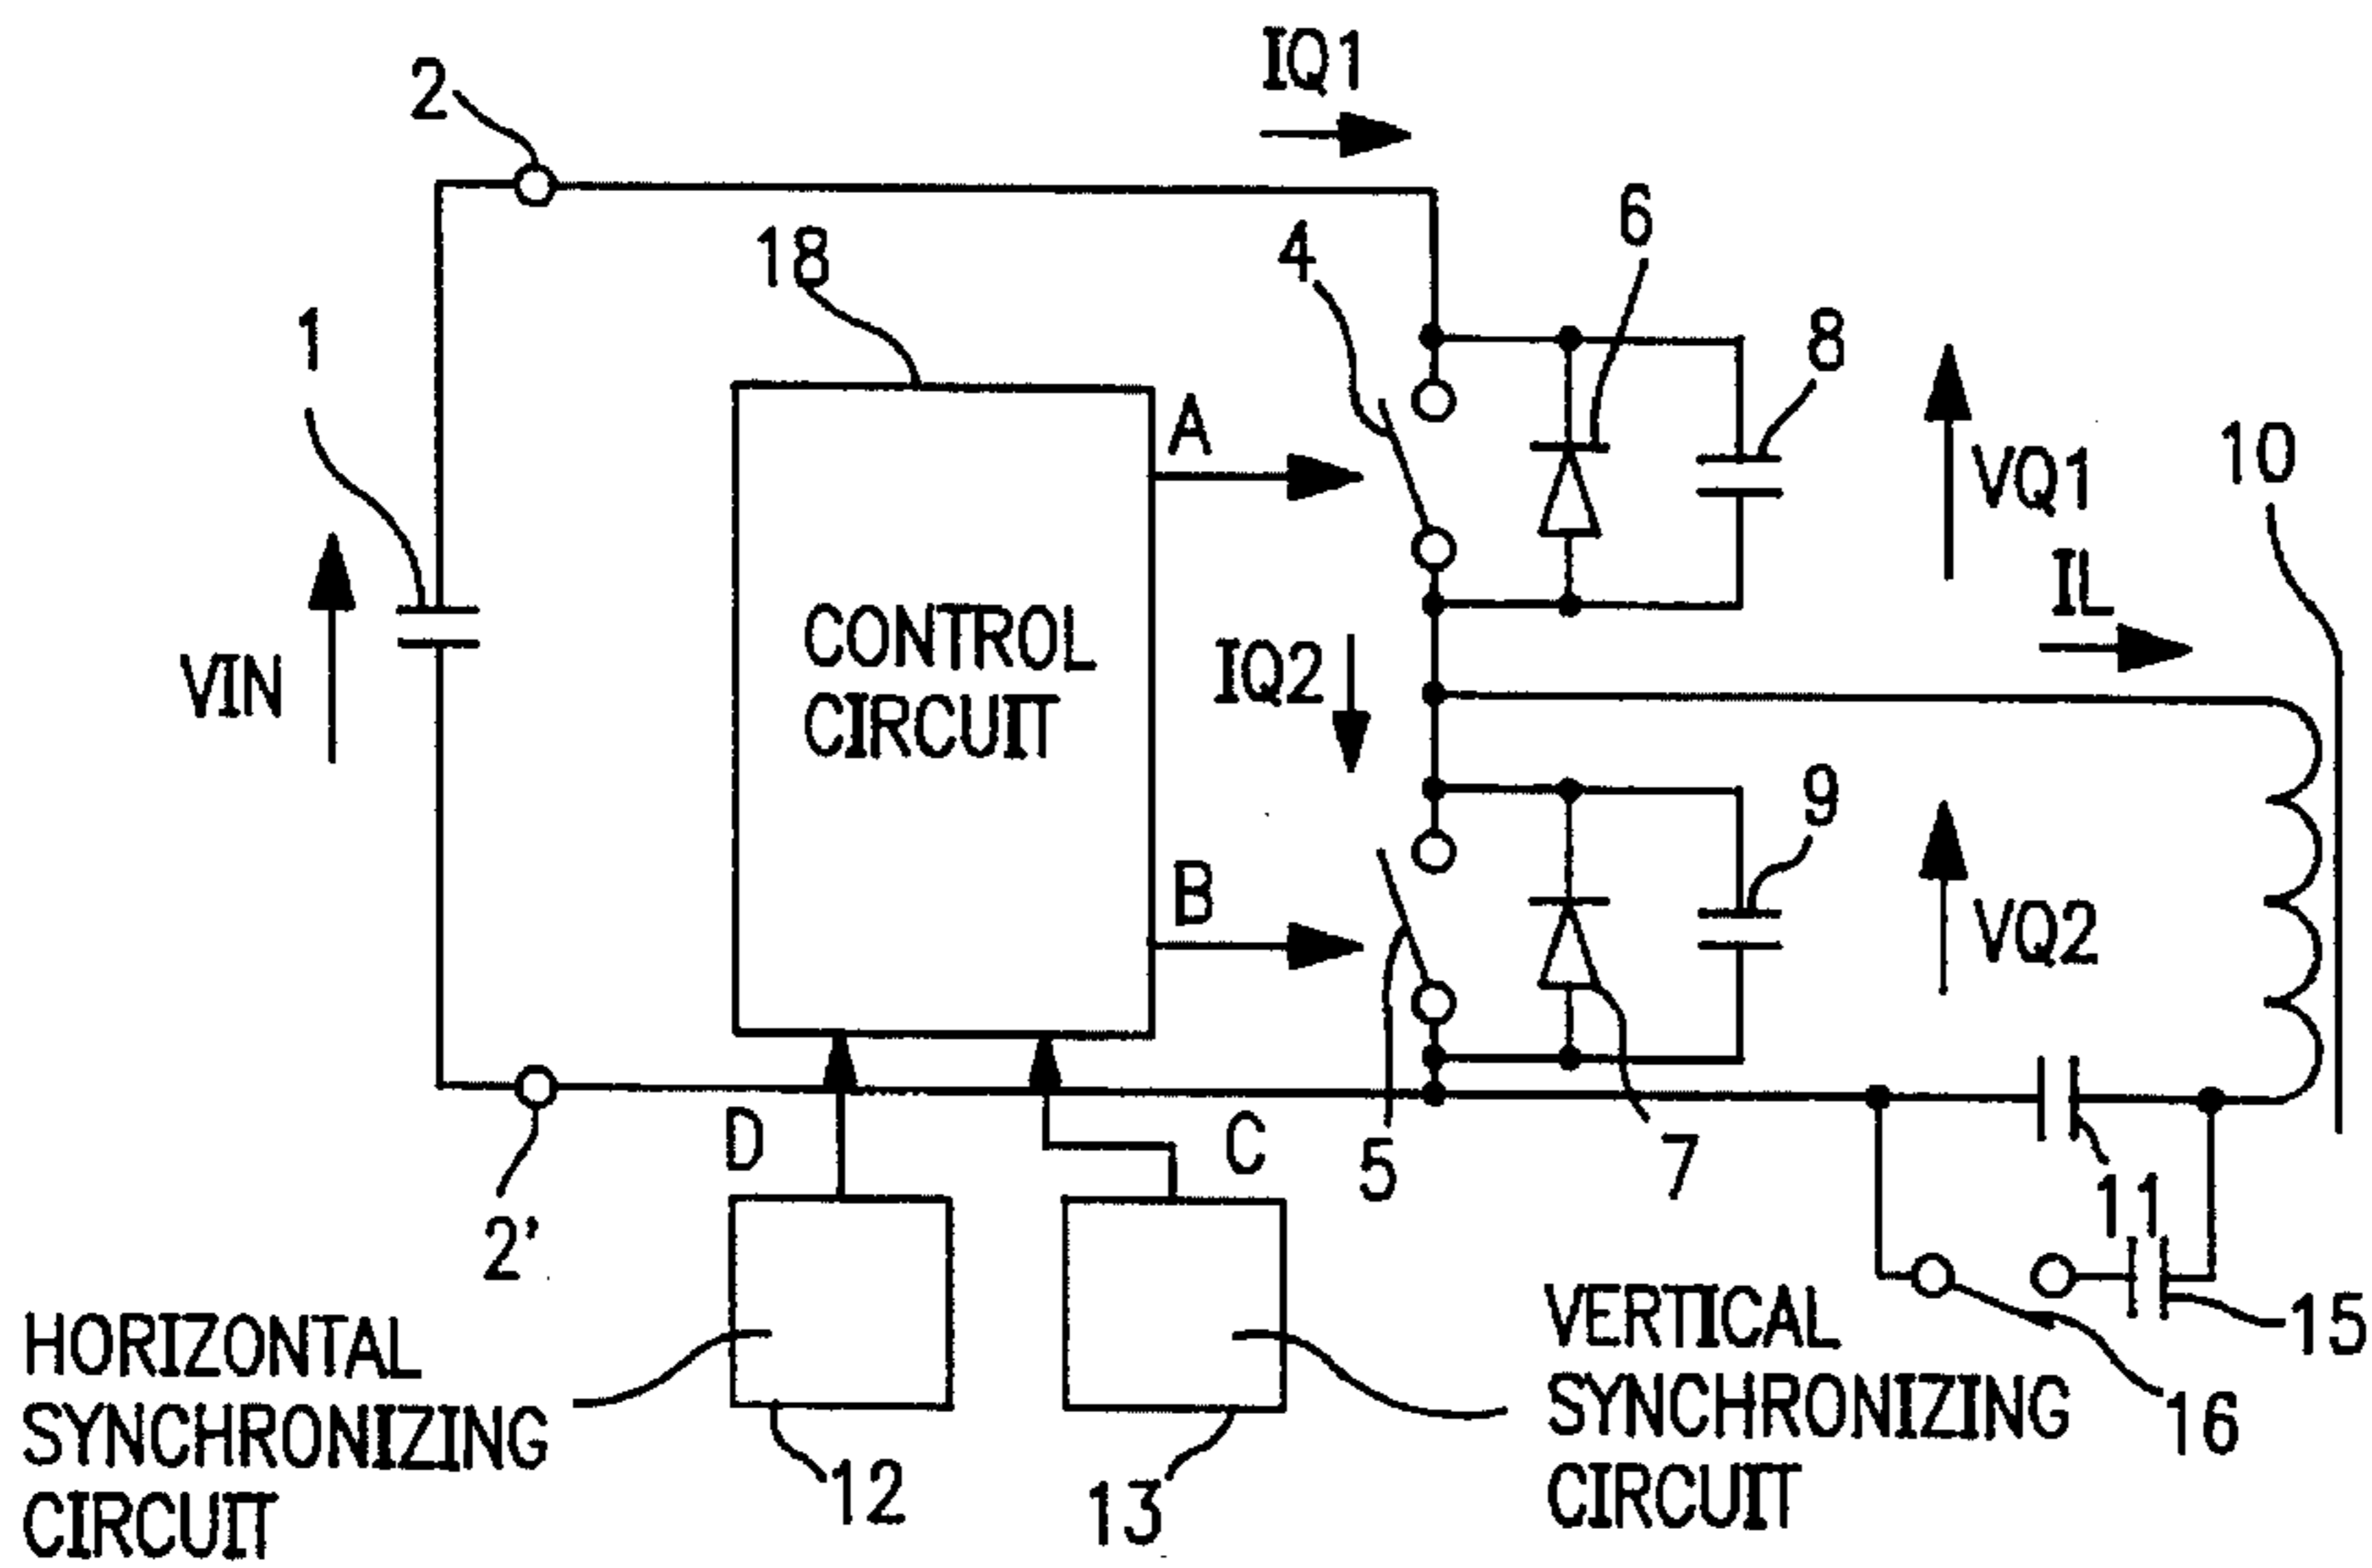 IQ1
2
18
4
6
8
1
A
VQ1
10
IL
VIN
CONTROL
CIRCUIT
IQ2
9
B
VQ2
D
C
5
7
11
2'
15
16
HORIZONTAL
SYNCHRONIZING
CIRCUIT
12
13
VERTICAL
SYNCHRONIZING
CIRCUIT